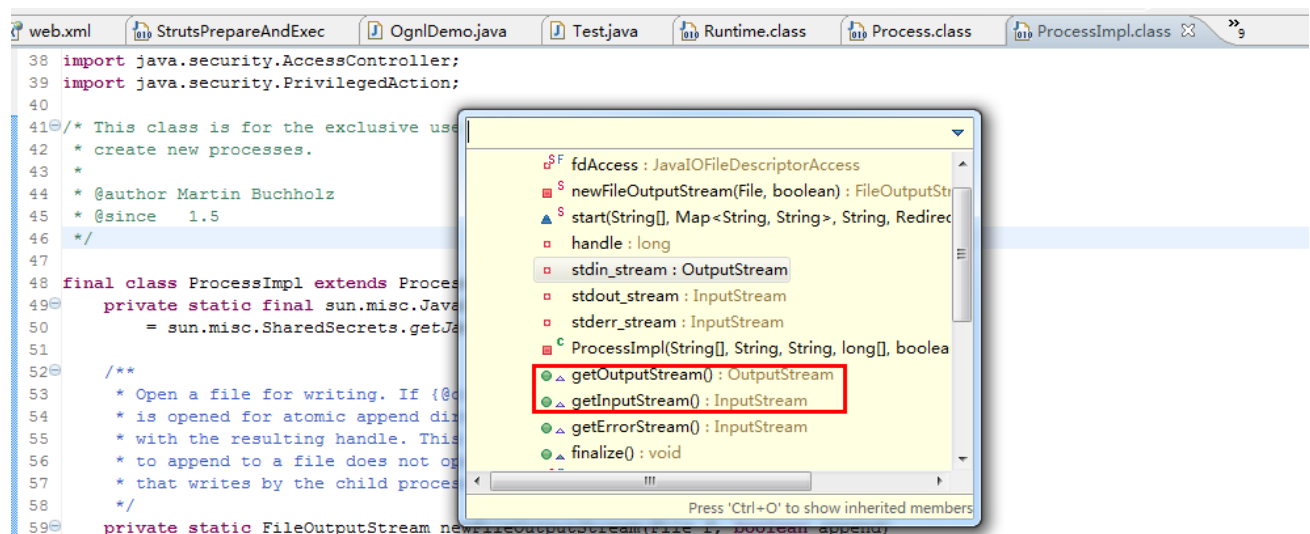 web.xml StrutsPrepareAndExec OgnlDemo.java Test.java Runtime.class Process.class ProcessImpl.class »9
38 import java.security.AccessController;
39 import java.security.PrivilegedAction;
40
41 /* This class is for the exclusive use
42 * create new processes.
43 *
44 * @author Martin Buchholz
45 * @since 1.5
46 */
47
48 final class ProcessImpl extends Proces
49 private static final sun.misc.Java
50 = sun.misc.SharedSecrets.getJa
51
52 /**
53 * Open a file for writing. If {@c
54 * is opened for atomic append dir
55 * with the resulting handle. This
56 * to append to a file does not op
57 * that writes by the child proces
58 */
59 private static FileOutputStream newFileOutputStream(File f, boolean append)
fdAccess : JavaIOFileDescriptorAccess
newFileOutputStream(File, boolean) : FileOutputStr
start(String[], Map<String, String>, String, Redirec
handle : long
stdin_stream : OutputStream
stdout_stream : InputStream
stderr_stream : InputStream
ProcessImpl(String[], String, String, long[], boolea
getOutputStream() : OutputStream
getInputStream() : InputStream
getErrorStream() : InputStream
finalize() : void
Press 'Ctrl+O' to show inherited members